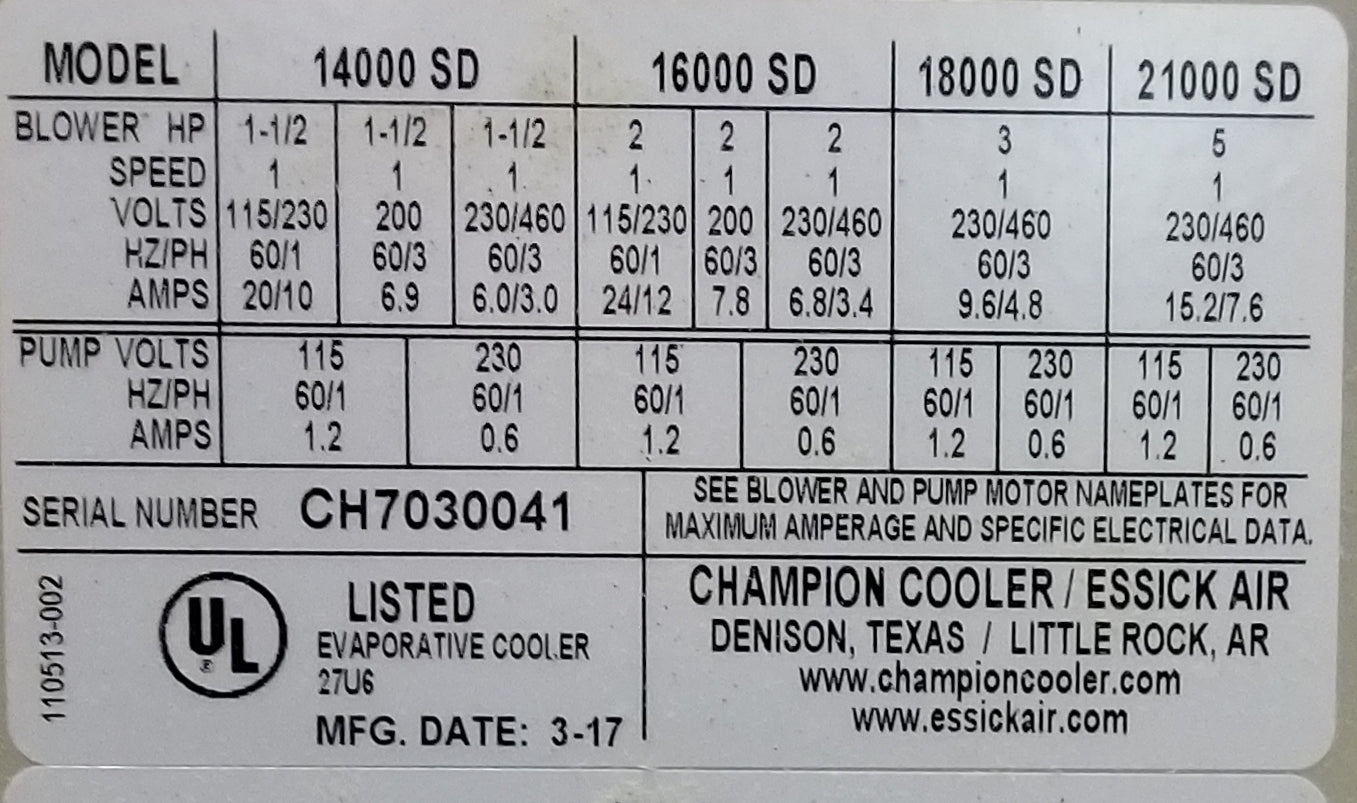 MODEL 14000 SD 16000 SD 18000 SD 21000 SD
BLOWER HP 1-1/2 1-1/2 1-1/2 2 2 2 3 5
SPEED 1 1 1 1 1 1 1 1
VOLTS 115/230 200 230/460 115/230 200 230/460 230/460 230/460
HZ/PH 60/1 60/3 60/3 60/1 60/3 60/3 60/3 60/3
AMPS 20/10 6.9 6.0/3.0 24/12 7.8 6.8/3.4 9.6/4.8 15.2/7.6
PUMP VOLTS 115 230 115 230 115 230 115 230
HZ/PH 60/1 60/1 60/1 60/1 60/1 60/1 60/1 60/1
AMPS 1.2 0.6 1.2 0.6 1.2 0.6 1.2 0.6
SERIAL NUMBER CH7030041
SEE BLOWER AND PUMP MOTOR NAMEPLATES FOR
MAXIMUM AMPERAGE AND SPECIFIC ELECTRICAL DATA.
110513-002
UL ®
LISTED
EVAPORATIVE COOLER
27U6
MFG. DATE: 3-17
CHAMPION COOLER / ESSICK AIR
DENISON, TEXAS / LITTLE ROCK, AR
www.championcooler.com
www.essickair.com